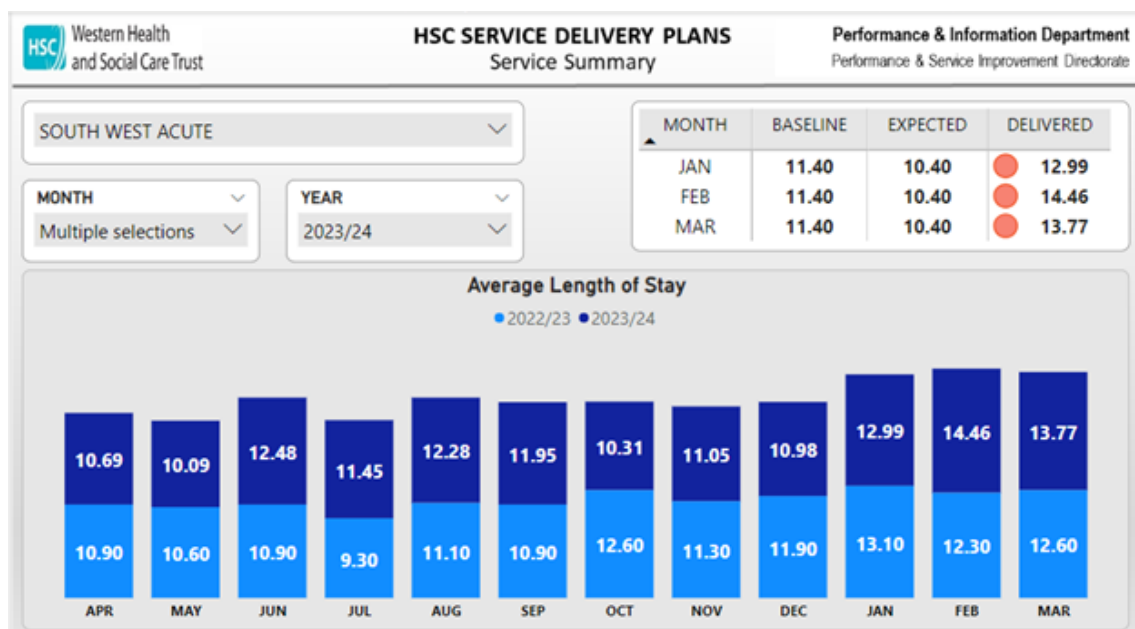 HSC
Western Health
and Social Care Trust
HSC SERVICE DELIVERY PLANS
Service Summary
Performance & Information Department
Performance & Service Improvement Directorate
SOUTH WEST ACUTE
MONTH
Multiple selections
YEAR
2023/24
MONTH BASELINE EXPECTED DELIVERED
JAN 11.40 10.40 12.99
FEB 11.40 10.40 14.46
MAR 11.40 10.40 13.77
Average Length of Stay
2022/23 2023/24
10.69 10.09 12.48 11.45 12.28 11.95 10.31 11.05 10.98 12.99 14.46 13.77
10.90 10.60 10.90 9.30 11.10 10.90 12.60 11.30 11.90 13.10 12.30 12.60
APR MAY JUN JUL AUG SEP OCT NOV DEC JAN FEB MAR